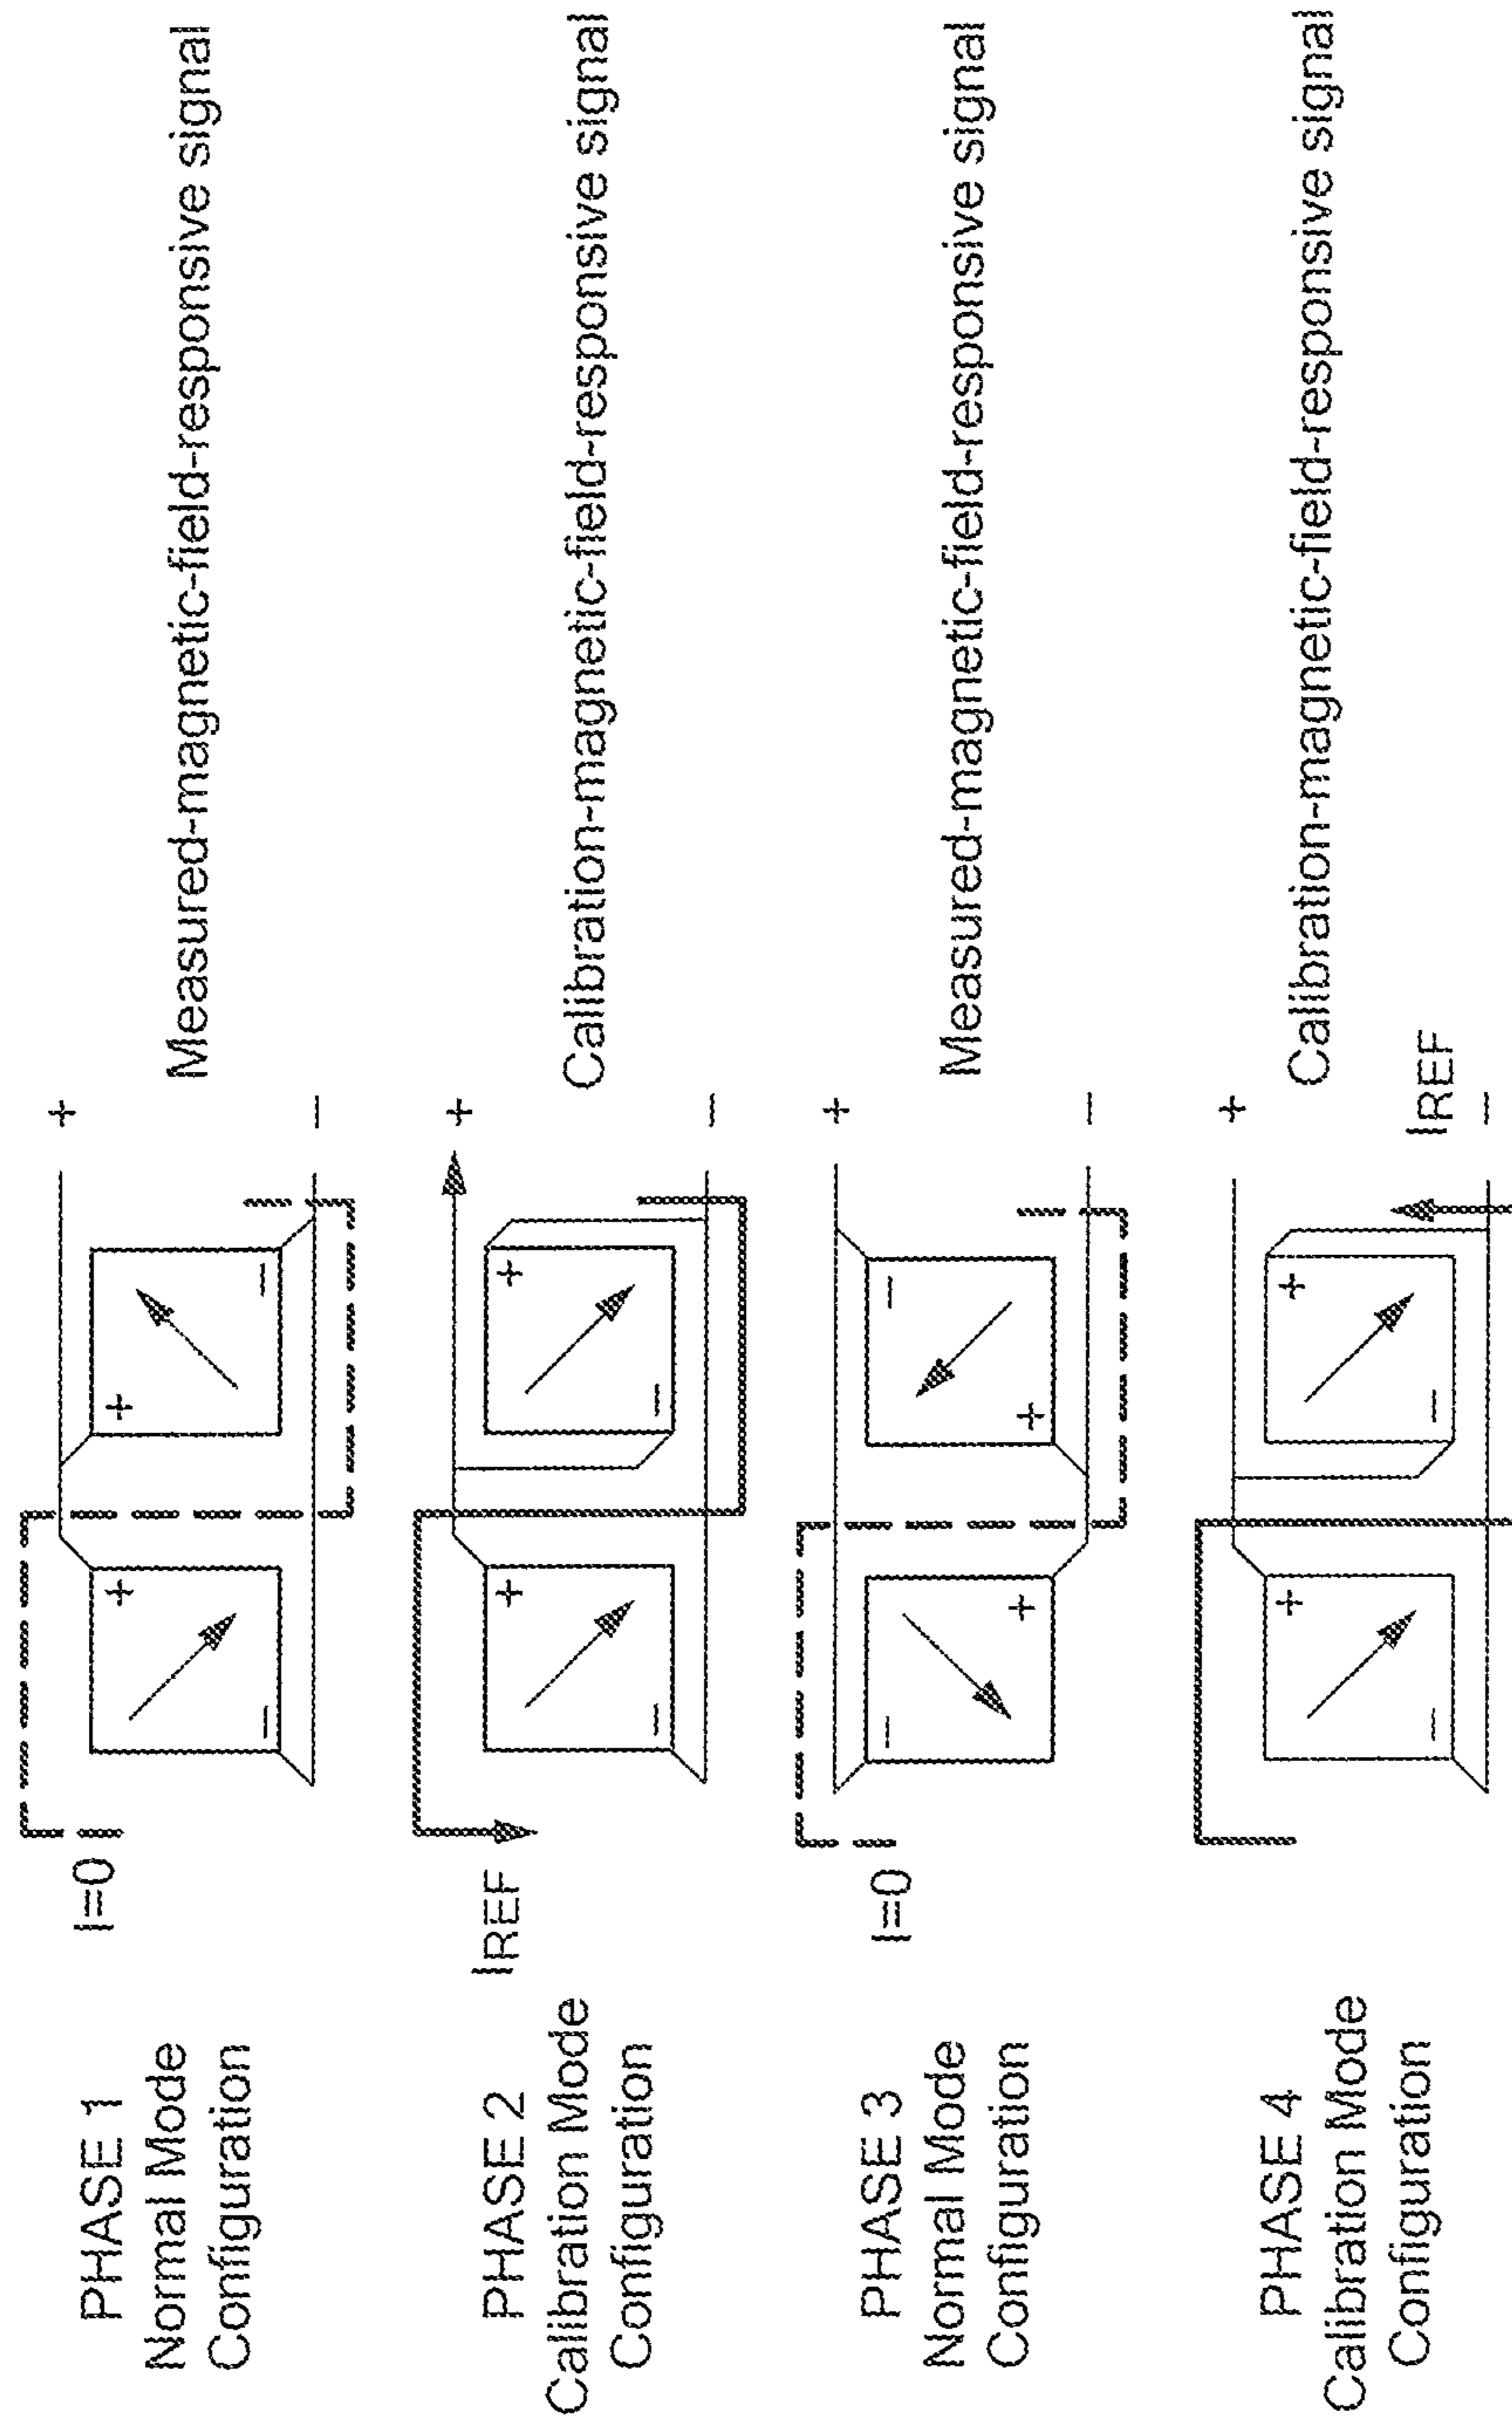 PHASE 1
Normal Mode
Configuration
I=0
+
−
+
−
+
−
Measured-magnetic-field-responsive signal
PHASE 2
Calibration Mode
Configuration
IREF
+
−
+
−
+
−
Calibration-magnetic-field-responsive signal
PHASE 3
Normal Mode
Configuration
I=0
−
+
−
+
+
−
Measured-magnetic-field-responsive signal
PHASE 4
Calibration Mode
Configuration
+
−
+
−
+
−
IREF
Calibration-magnetic-field-responsive signal